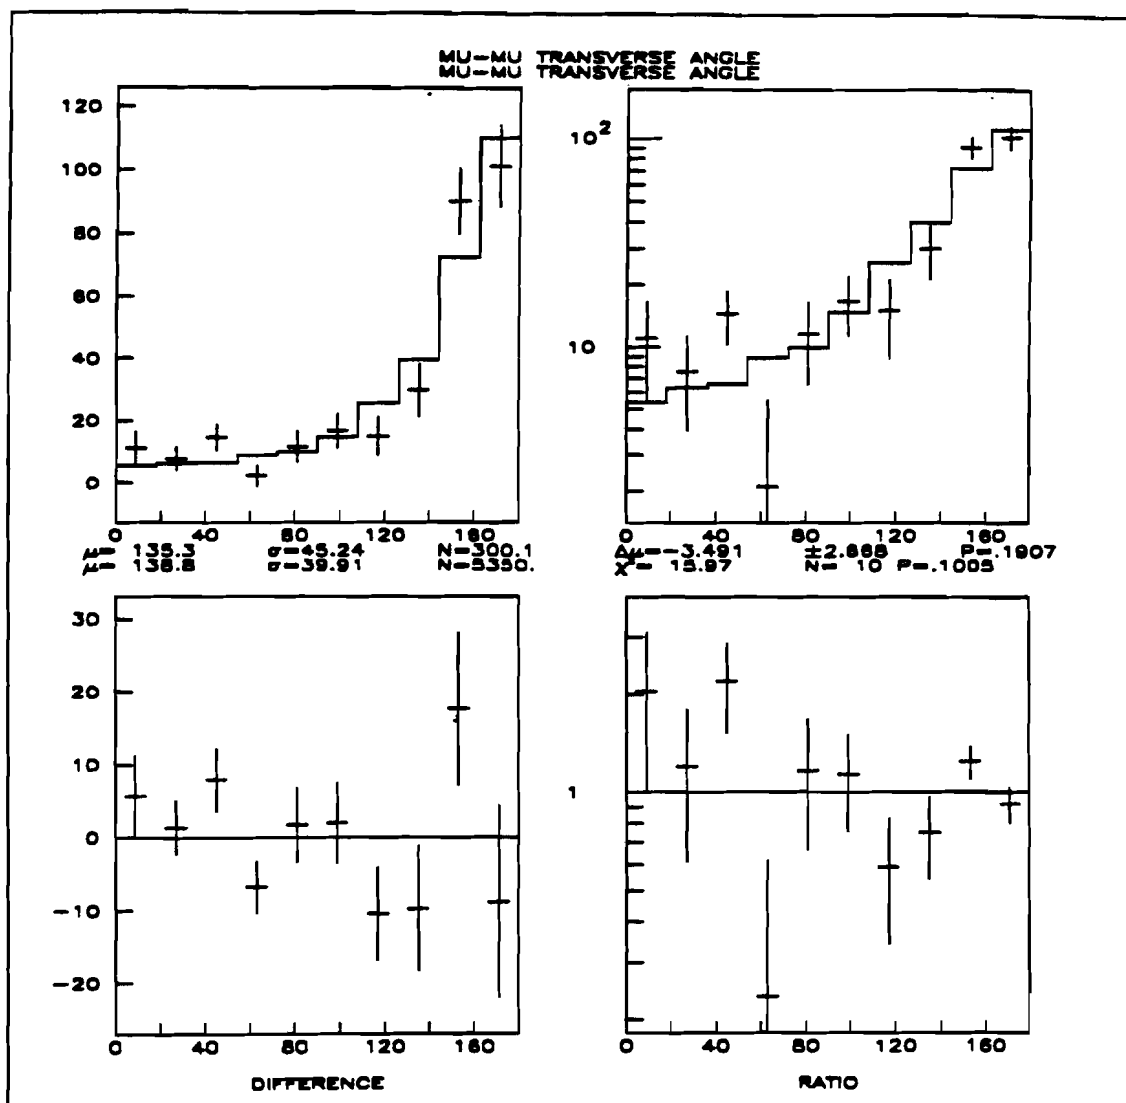 MU-MU TRANSVERSE ANGLE
MU-MU TRANSVERSE ANGLE
120
100
80
60
40
20
0
0 40 80 120 160
10²
10
0 40 80 120 160
μ= 135.3 σ=45.24 N=300.1
μ= 138.8 σ=39.91 N=5350.
Δμ=-3.491 ±2.868 P=.1907
χ²= 15.97 N= 10 P=.1005
30
20
10
0
-10
-20
0 40 80 120 160
DIFFERENCE
1
0 40 80 120 160
RATIO